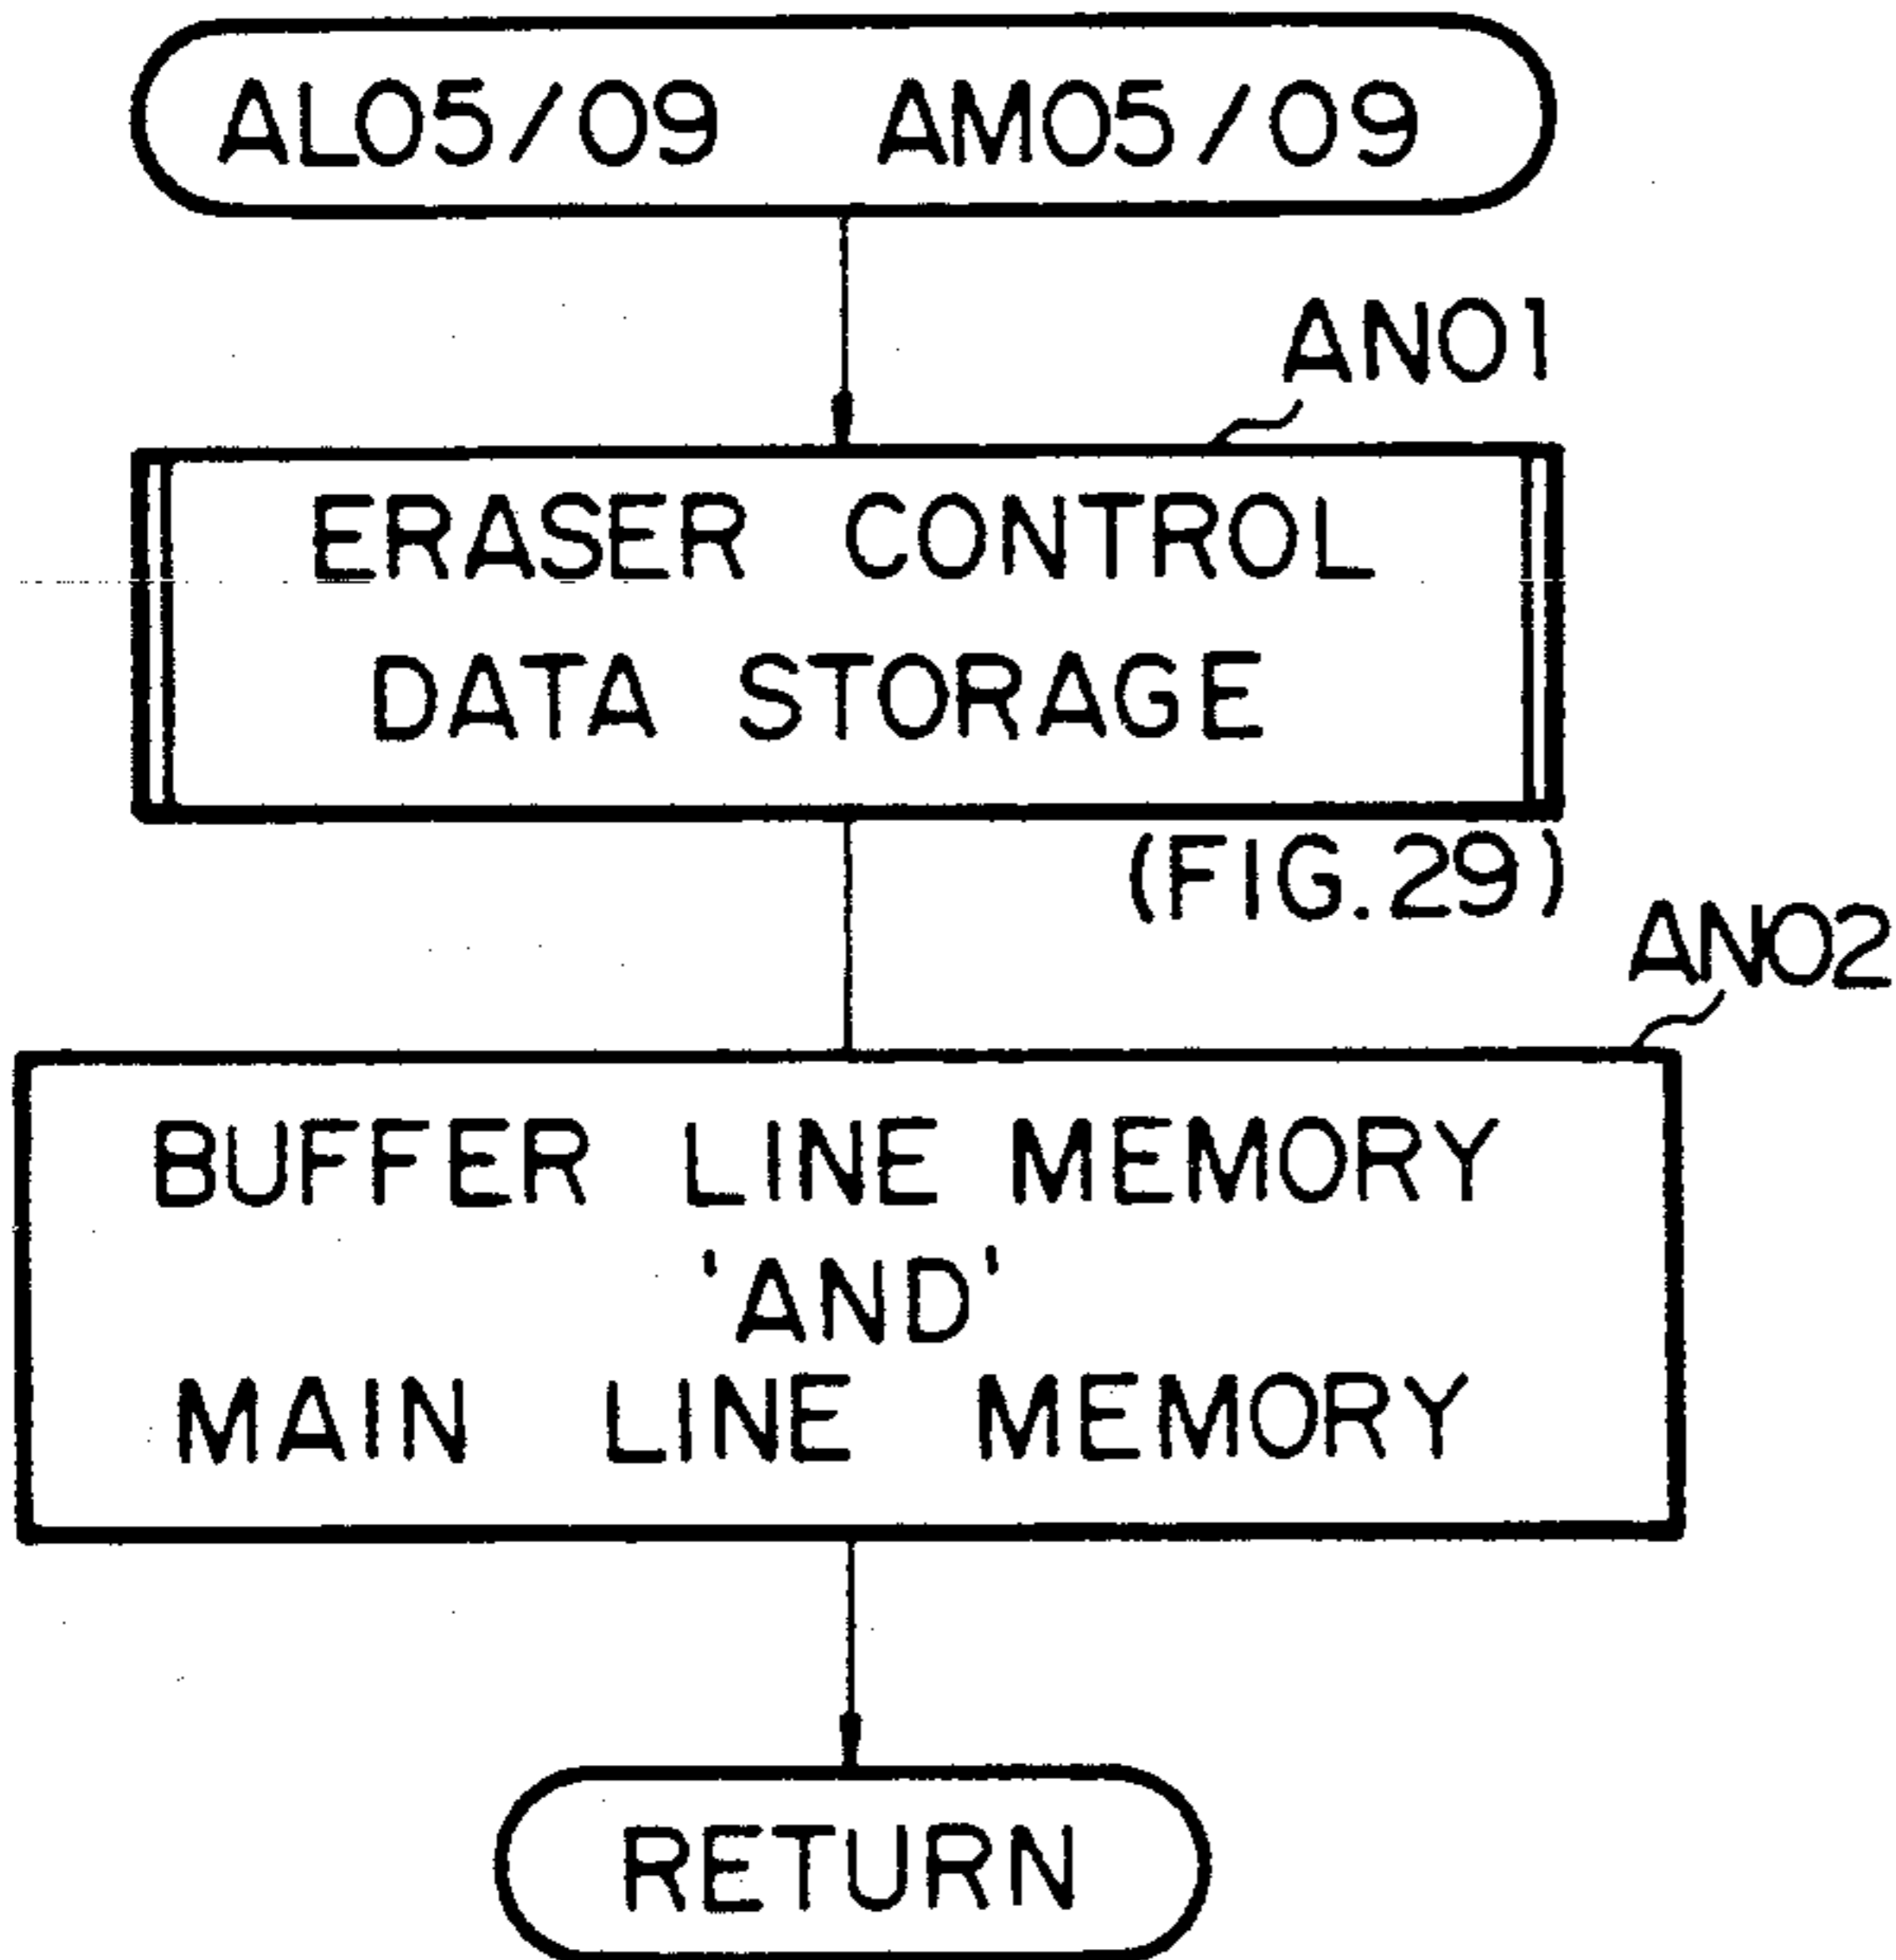 AL05/09 AM05/09
AN01
ERASER CONTROL
DATA STORAGE
(FIG.29)
AN02
BUFFER LINE MEMORY
'AND'
MAIN LINE MEMORY
RETURN